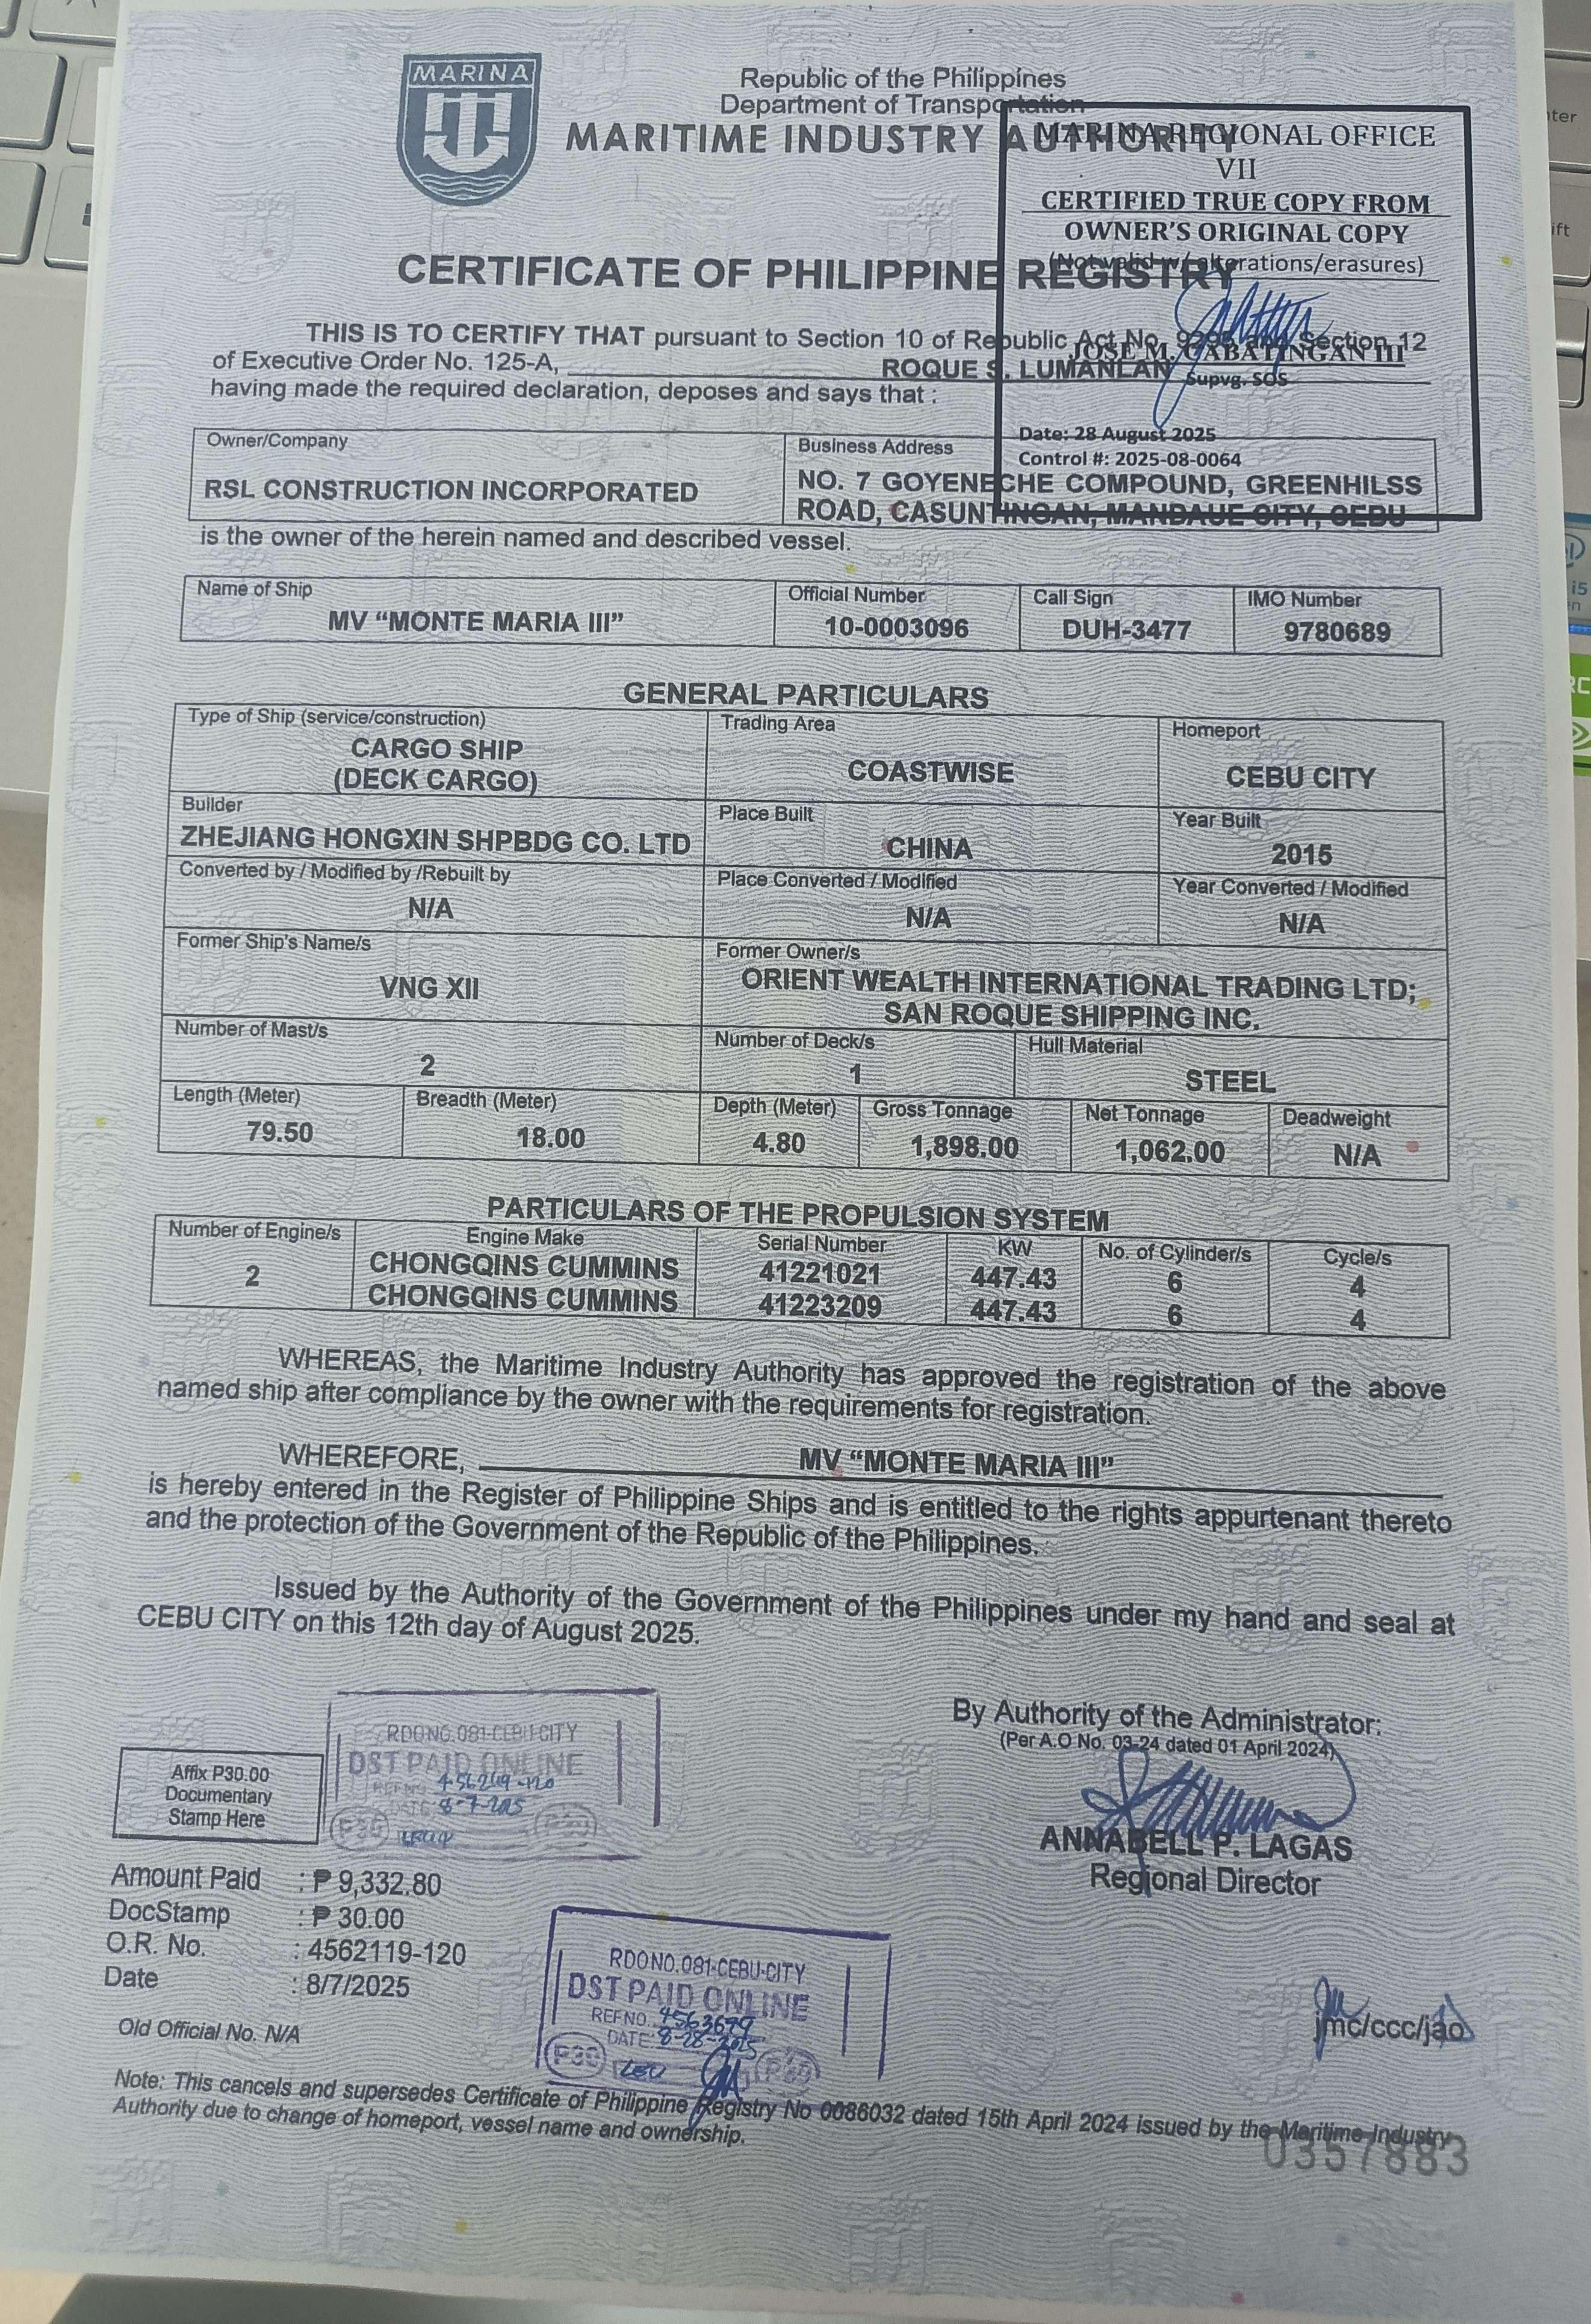 MARINA
Republic of the Philippines
Department of Transportation
MARITIME INDUSTRY AUTHORITY
MARINA REGIONAL OFFICE
VII
CERTIFIED TRUE COPY FROM
OWNER'S ORIGINAL COPY
(Not valid w/ alterations/erasures)
JOSE M. CABATINGAN III
Supvg. SOS
Date: 28 August 2025
Control #: 2025-08-0064
CERTIFICATE OF PHILIPPINE REGISTRY
THIS IS TO CERTIFY THAT pursuant to Section 10 of Republic Act No. and Section 12
of Executive Order No. 125-A, ROQUE S. LUMANLAN
having made the required declaration, deposes and says that :
Owner/Company
RSL CONSTRUCTION INCORPORATED
Business Address
NO. 7 GOYENECHE COMPOUND, GREENHILSS
ROAD, CASUNTINGAN, MANDAUE CITY, CEBU
is the owner of the herein named and described vessel.
Name of Ship
MV “MONTE MARIA III”
Official Number
10-0003096
Call Sign
DUH-3477
IMO Number
9780689
GENERAL PARTICULARS
Type of Ship (service/construction)
CARGO SHIP
(DECK CARGO)
Trading Area
COASTWISE
Homeport
CEBU CITY
Builder
ZHEJIANG HONGXIN SHPBDG CO. LTD
Place Built
CHINA
Year Built
2015
Converted by / Modified by /Rebuilt by
N/A
Place Converted / Modified
N/A
Year Converted / Modified
N/A
Former Ship's Name/s
VNG XII
Former Owner/s
ORIENT WEALTH INTERNATIONAL TRADING LTD;
SAN ROQUE SHIPPING INC.
Number of Mast/s
2
Number of Deck/s
1
Hull Material
STEEL
Length (Meter)
79.50
Breadth (Meter)
18.00
Depth (Meter)
4.80
Gross Tonnage
1,898.00
Net Tonnage
1,062.00
Deadweight
N/A
PARTICULARS OF THE PROPULSION SYSTEM
Number of Engine/s Engine Make Serial Number KW No. of Cylinder/s Cycle/s
2 CHONGQINS CUMMINS 41221021 447.43 6 4
CHONGQINS CUMMINS 41223209 447.43 6 4
WHEREAS, the Maritime Industry Authority has approved the registration of the above
named ship after compliance by the owner with the requirements for registration.
WHEREFORE, MV “MONTE MARIA III”
is hereby entered in the Register of Philippine Ships and is entitled to the rights appurtenant thereto
and the protection of the Government of the Republic of the Philippines.
Issued by the Authority of the Government of the Philippines under my hand and seal at
CEBU CITY on this 12th day of August 2025.
By Authority of the Administrator:
(Per A.O No. 03-24 dated 01 April 2024)
ANNABELL P. LAGAS
Regional Director
RDO NO. 081-CEBU CITY
DST PAID ONLINE
REFNO.
DATE: 8-7-2025
P30
Affix P30.00
Documentary
Stamp Here
Amount Paid : ₱ 9,332.80
DocStamp : ₱ 30.00
O.R. No. : 4562119-120
Date : 8/7/2025
RDO NO. 081-CEBU-CITY
DST PAID ONLINE
REFNO. 4563679
DATE: 8-28-2025
P30 P30
jmc/ccc/jao
Old Official No. N/A
Note: This cancels and supersedes Certificate of Philippine Registry No 0086032 dated 15th April 2024 issued by the Maritime Industry
Authority due to change of homeport, vessel name and ownership.
0357883